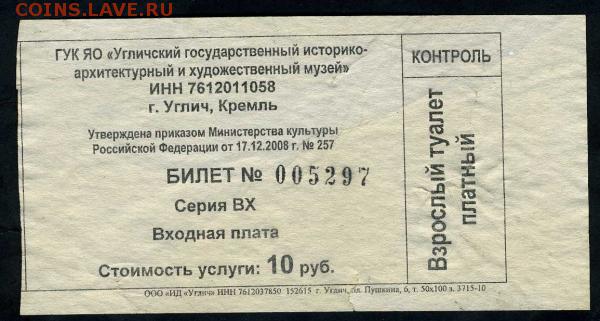 COINS.LAVE.RU
ГУК ЯО «Угличский государственный историко-
архитектурный и художественный музей»
ИНН 7612011058
г. Углич, Кремль
Утверждена приказом Министерства культуры
Российской Федерации от 17.12.2008 г. № 257
БИЛЕТ № 005297
Серия ВХ
Входная плата
Стоимость услуги: 10 руб.
КОНТРОЛЬ
Взрослый туалет
платный
ООО «ИД «Углич» ИНН 7612037850 152615 г. Углич, пл. Пушкина, 6, т. 50х100 з. 3715-10